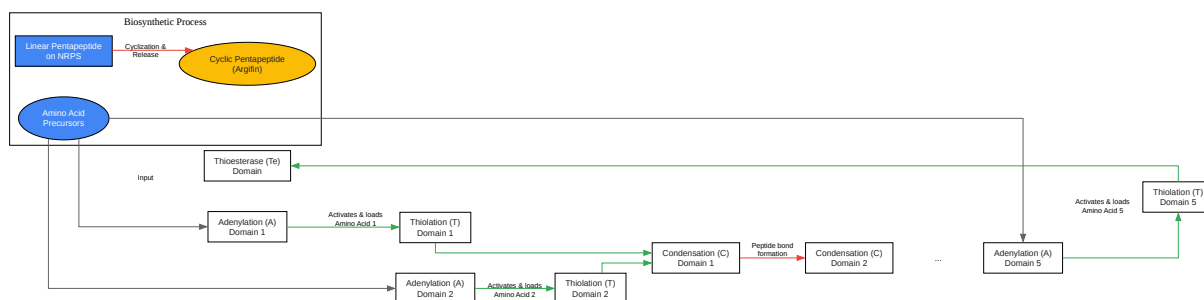 Biosynthetic Process
Linear Pentapeptide
on NRPS
Cyclization &
Release
Cyclic Pentapeptide
(Argifin)
Amino Acid
Precursors
Input
Thioesterase (Te)
Domain
Adenylation (A)
Domain 1
Activates & loads
Amino Acid 1
Thiolation (T)
Domain 1
Adenylation (A)
Domain 2
Activates & loads
Amino Acid 2
Thiolation (T)
Domain 2
Condensation (C)
Domain 1
Peptide bond
formation
Condensation (C)
Domain 2
...
Adenylation (A)
Domain 5
Activates & loads
Amino Acid 5
Thiolation (T)
Domain 5